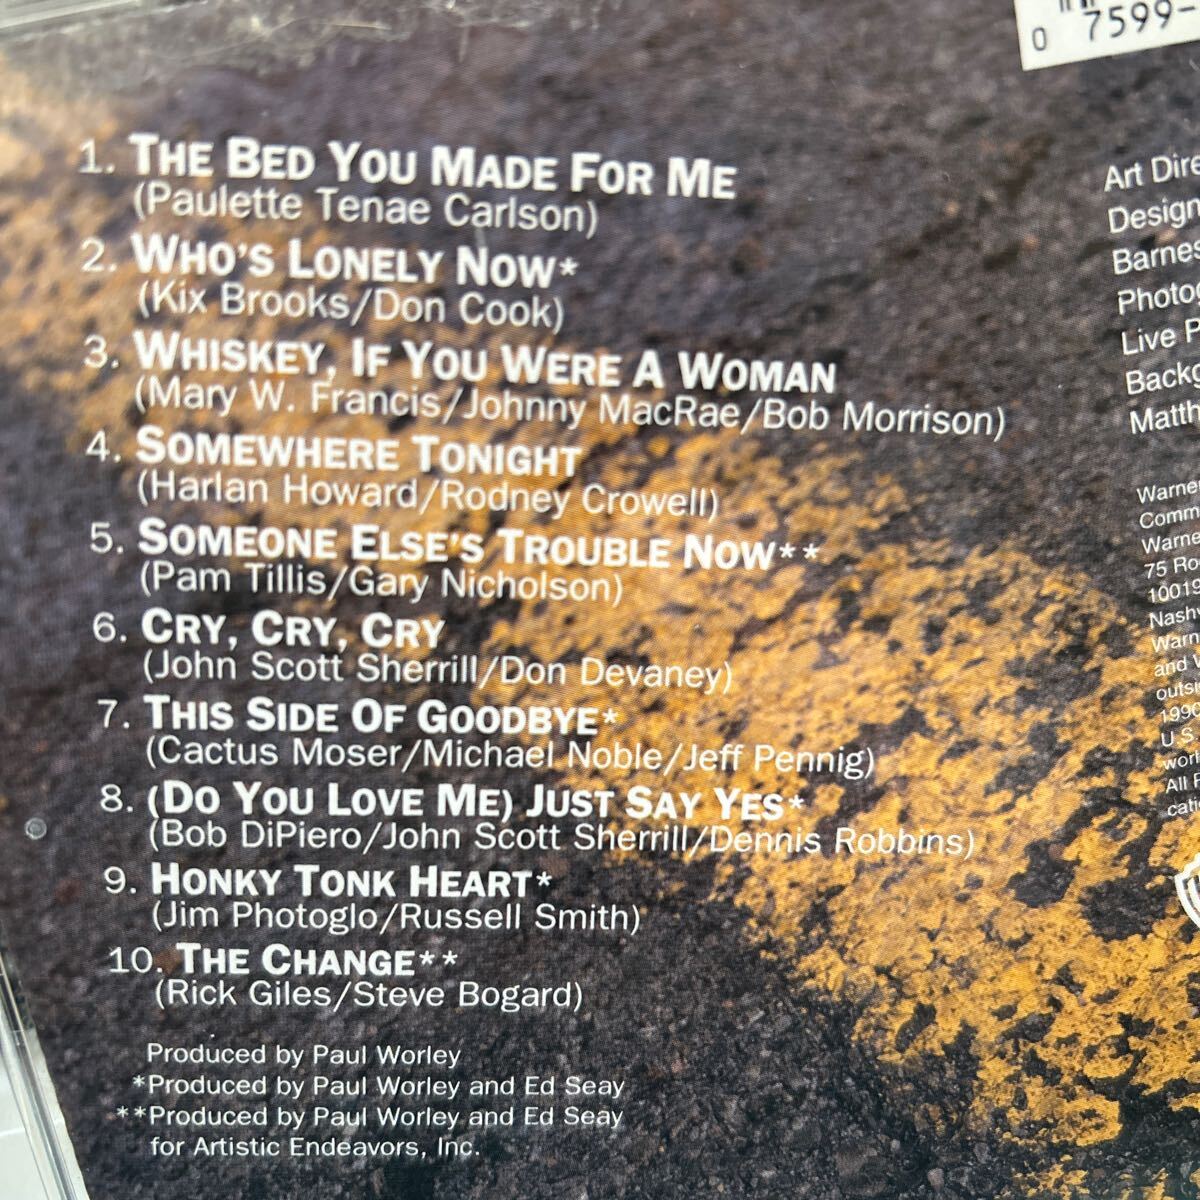 0 7599-
1. THE BED YOU MADE FOR ME
(Paulette Tenae Carlson)
2. WHO'S LONELY NOW*
(Kix Brooks/Don Cook)
3. WHISKEY, IF YOU WERE A WOMAN
(Mary W. Francis/Johnny MacRae/Bob Morrison)
4. SOMEWHERE TONIGHT
(Harlan Howard/Rodney Crowell)
5. SOMEONE ELSE'S TROUBLE NOW**
(Pam Tillis/Gary Nicholson)
6. CRY, CRY, CRY
(John Scott Sherrill/Don Devaney)
7. THIS SIDE OF GOODBYE*
(Cactus Moser/Michael Noble/Jeff Pennig)
8. (DO YOU LOVE ME) JUST SAY YES*
(Bob DiPiero/John Scott Sherrill/Dennis Robbins)
9. HONKY TONK HEART*
(Jim Photoglo/Russell Smith)
10. THE CHANGE**
(Rick Giles/Steve Bogard)
Produced by Paul Worley
*Produced by Paul Worley and Ed Seay
**Produced by Paul Worley and Ed Seay
for Artistic Endeavors, Inc.
Art Dire
Design
Barnes
Photog
Live P
Backg
Matth
Warner
Comm
Warne
75 Ro
10019
Nash
Warn
and
outsi
1990
U.S.
worl
All R
cati